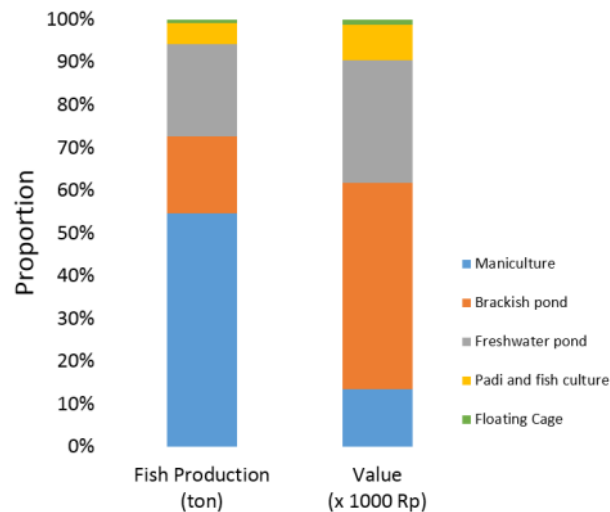 100%
90%
80%
70%
60%
50%
40%
30%
20%
10%
0%
Proportion
Fish Production
(ton)
Value
(x 1000 Rp)
Maniculture
Brackish pond
Freshwater pond
Padi and fish culture
Floating Cage